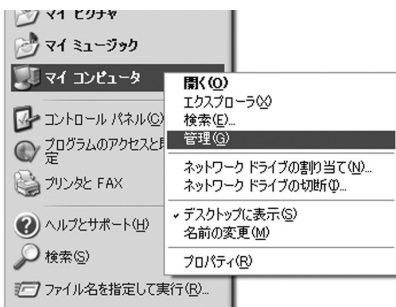 マイ ピクチャ
マイ ミュージック
マイ コンピュータ
コントロール パネル(C)
プログラムのアクセスと
定
プリンタと FAX
ヘルプとサポート(H)
検索(S)
ファイル名を指定して実行(R)...
開く(O)
エクスプローラ(X)
検索(E)...
管理(G)
ネットワーク ドライブの割り当て(N)...
ネットワーク ドライブの切断(I)...
デスクトップに表示(S)
名前の変更(M)
プロパティ(R)